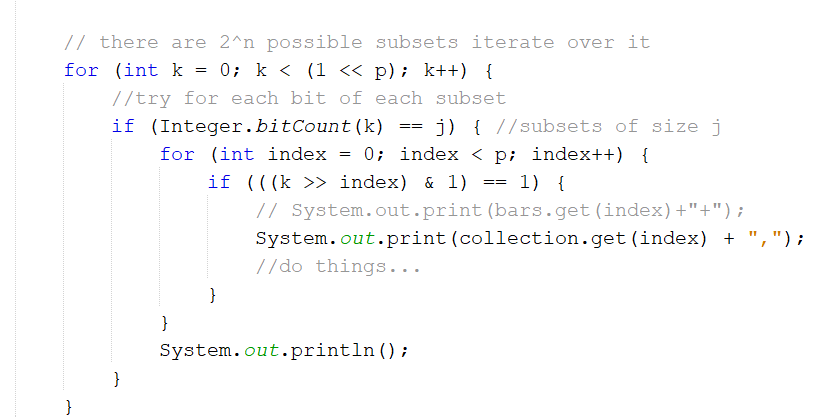 // there are 2^n possible subsets iterate over it
for (int k = 0; k < (1 << p); k++) {
//try for each bit of each subset
if (Integer.bitCount(k) == j) { //subsets of size j
for (int index = 0; index < p; index++) {
if (((k >> index) & 1) == 1) {
// System.out.print(bars.get(index)+"+");
System.out.print(collection.get(index) + ",");
//do things...
}
}
System.out.println();
}
}